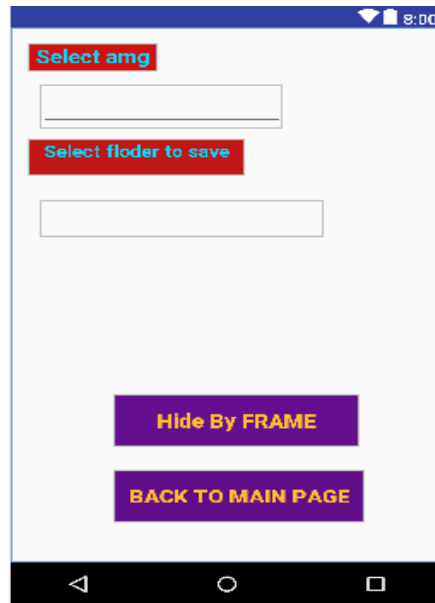 8:00
Select amg
Select floder to save
Hide By FRAME
BACK TO MAIN PAGE